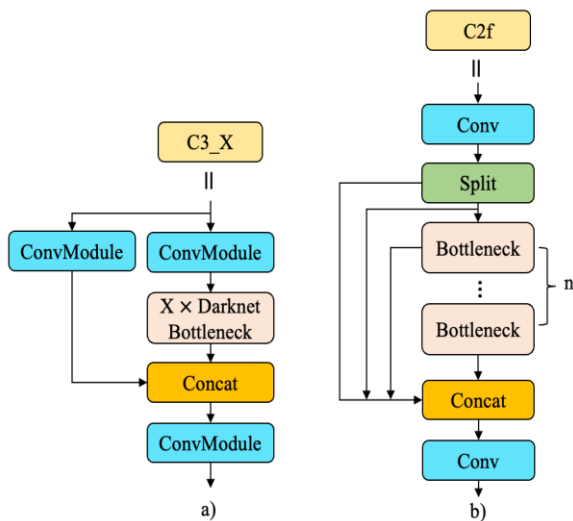 C3_X
ConvModule
ConvModule
X × Darknet
Bottleneck
Concat
ConvModule
a)
C2f
Conv
Split
Bottleneck
Bottleneck
n
Concat
Conv
b)